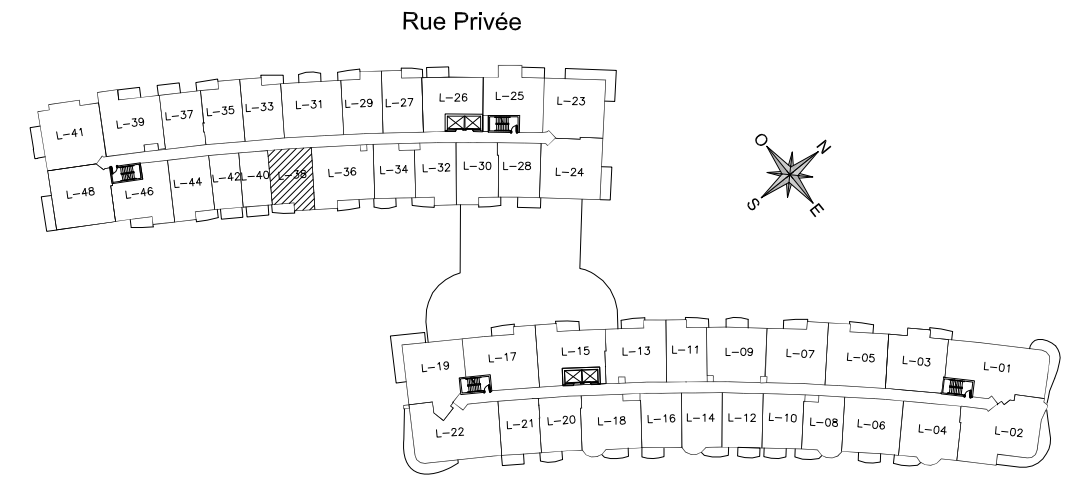 Rue Privée
L-41 L-39 L-37 L-35 L-33 L-31 L-29 L-27 L-26 L-25 L-23
L-48 L-46 L-44 L-42 L-40 L-38 L-36 L-34 L-32 L-30 L-28 L-24
O N
S E
L-19 L-17 L-15 L-13 L-11 L-09 L-07 L-05 L-03 L-01
L-22 L-21 L-20 L-18 L-16 L-14 L-12 L-10 L-08 L-06 L-04 L-02